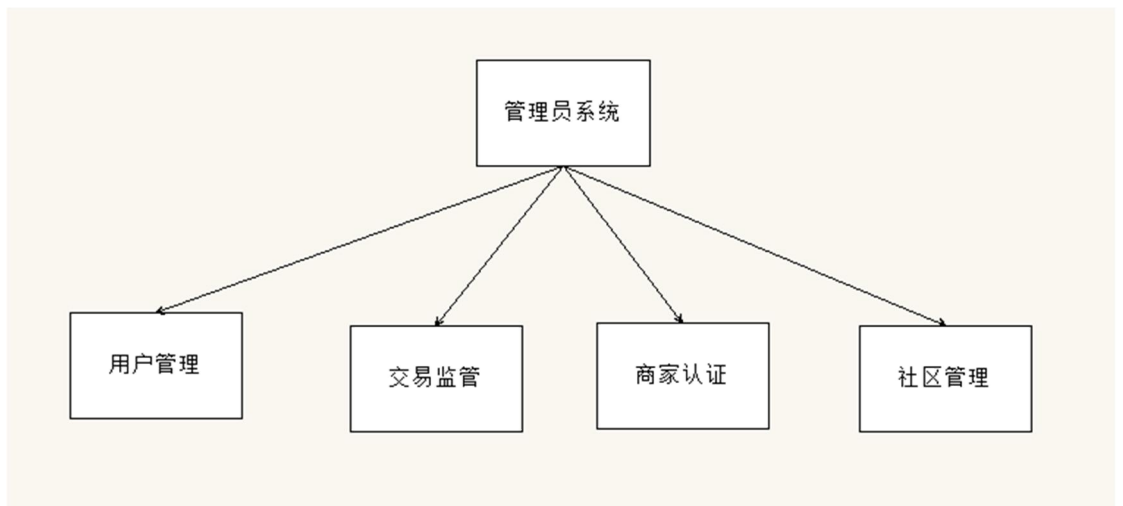 管理员系统
用户管理
交易监管
商家认证
社区管理